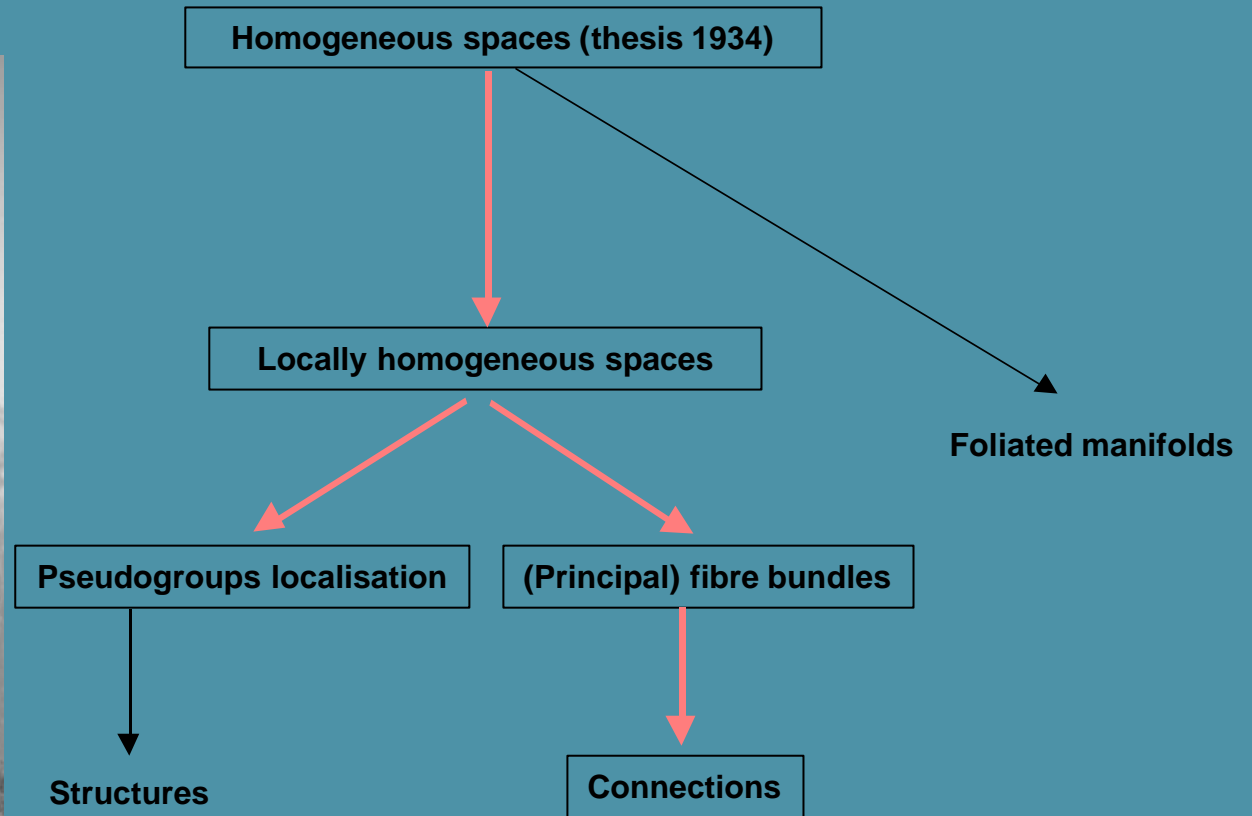 Homogeneous spaces (thesis 1934)
Locally homogeneous spaces
Foliated manifolds
Pseudogroups localisation
(Principal) fibre bundles
Structures
Connections